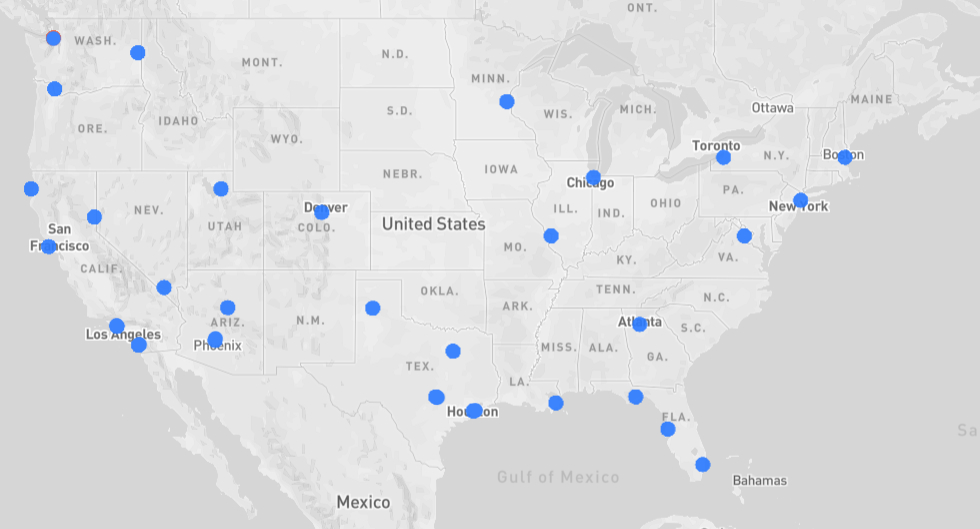 ONT.
WASH.
MONT.
N.D.
MINN.
MAINE
WIS.
MICH.
Ottawa
S.D.
IDAHO
ORE.
WYO.
Toronto
N.Y.
Boston
IOWA
NEBR.
Chicago
PA.
OHIO
New York
NEV.
UTAH
Denver
COLO.
United States
ILL.
IND.
San
Francisco
MO.
KY.
VA.
CALIF.
OKLA.
TENN.
N.C.
ARK.
Los Angeles
ARIZ.
Phoenix
N.M.
Atlanta
S.C.
MISS.
ALA.
GA.
TEX.
LA.
Houston
FLA.
Sa
Gulf of Mexico
Bahamas
Mexico